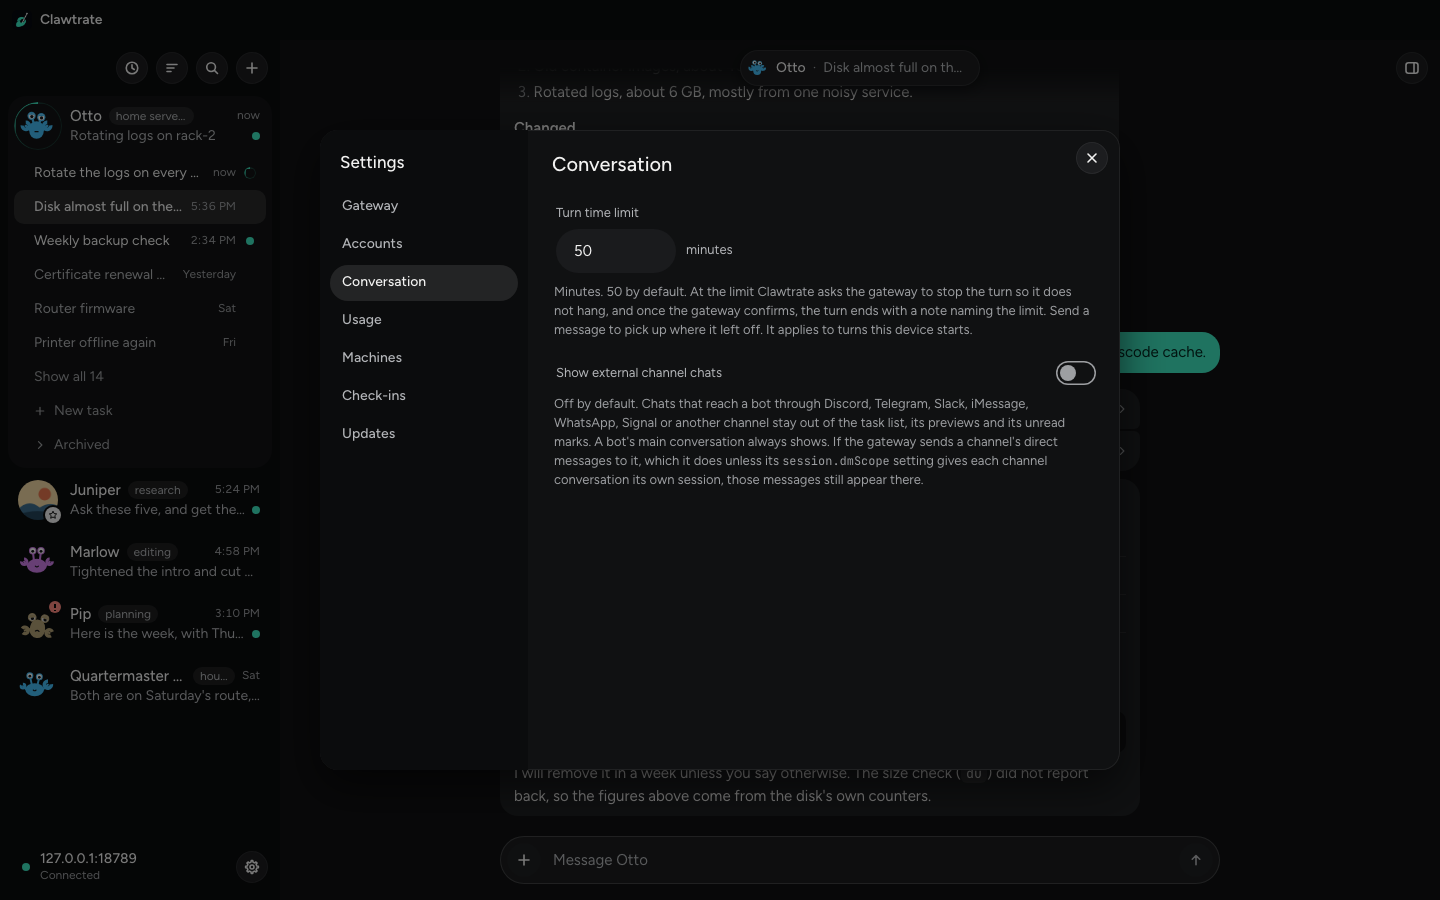 Clawtrate
Otto · Disk almost full on th...
Otto home serve... now
Rotating logs on rack-2
Rotate the logs on every ... now
Disk almost full on the... 5:36 PM
Weekly backup check 2:34 PM
Certificate renewal ... Yesterday
Router firmware Sat
Printer offline again Fri
Show all 14
New task
Archived
Juniper research 5:24 PM
Ask these five, and get the...
Marlow editing 4:58 PM
Tightened the intro and cut ...
Pip planning 3:10 PM
Here is the week, with Thu...
Quartermaster ... hou... Sat
Both are on Saturday's route,...
127.0.0.1:18789
Connected
3. Rotated logs, about 6 GB, mostly from one noisy service.
Changed
Settings
Gateway
Accounts
Conversation
Usage
Machines
Check-ins
Updates
Conversation
Turn time limit
50 minutes
Minutes. 50 by default. At the limit Clawtrate asks the gateway to stop the turn so it does
not hang, and once the gateway confirms, the turn ends with a note naming the limit. Send a
message to pick up where it left off. It applies to turns this device starts.
Show external channel chats
Off by default. Chats that reach a bot through Discord, Telegram, Slack, iMessage,
WhatsApp, Signal or another channel stay out of the task list, its previews and its unread
marks. A bot's main conversation always shows. If the gateway sends a channel's direct
messages to it, which it does unless its session.dmScope setting gives each channel
conversation its own session, those messages still appear there.
scode cache.
I will remove it in a week unless you say otherwise. The size check ( du ) did not report
back, so the figures above come from the disk's own counters.
Message Otto